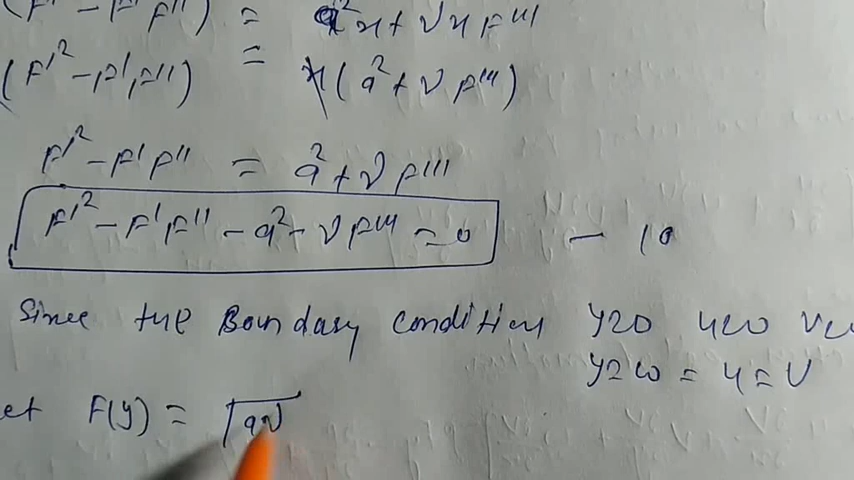 (F'² - F'F'') = a²x + νxF'''
(F'² - F'F'') = x(a² + νF''')
F'² - F'F'' = a² + νF'''
F'² - F'F'' - a² - νF''' = 0 — 10
Since the Boundary condition y=0 u=0 v=
y=∞ = u = U
et F(y) = √aν